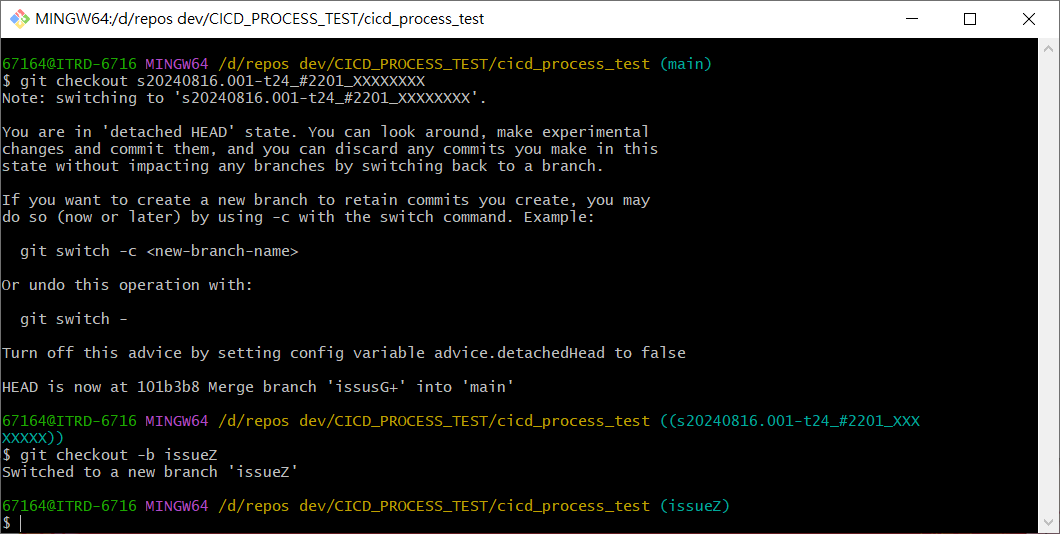 MINGW64:/d/repos dev/CICD_PROCESS_TEST/cicd_process_test
67164@ITRD-6716 MINGW64 /d/repos dev/CICD_PROCESS_TEST/cicd_process_test (main)
$ git checkout s20240816.001-t24_#2201_XXXXXXXX
Note: switching to 's20240816.001-t24_#2201_XXXXXXXX'.
You are in 'detached HEAD' state. You can look around, make experimental
changes and commit them, and you can discard any commits you make in this
state without impacting any branches by switching back to a branch.
If you want to create a new branch to retain commits you create, you may
do so (now or later) by using -c with the switch command. Example:
git switch -c <new-branch-name>
Or undo this operation with:
git switch -
Turn off this advice by setting config variable advice.detachedHead to false
HEAD is now at 101b3b8 Merge branch 'issusG+' into 'main'
67164@ITRD-6716 MINGW64 /d/repos dev/CICD_PROCESS_TEST/cicd_process_test ((s20240816.001-t24_#2201_XXX
XXXXX))
$ git checkout -b issueZ
Switched to a new branch 'issueZ'
67164@ITRD-6716 MINGW64 /d/repos dev/CICD_PROCESS_TEST/cicd_process_test (issueZ)
$